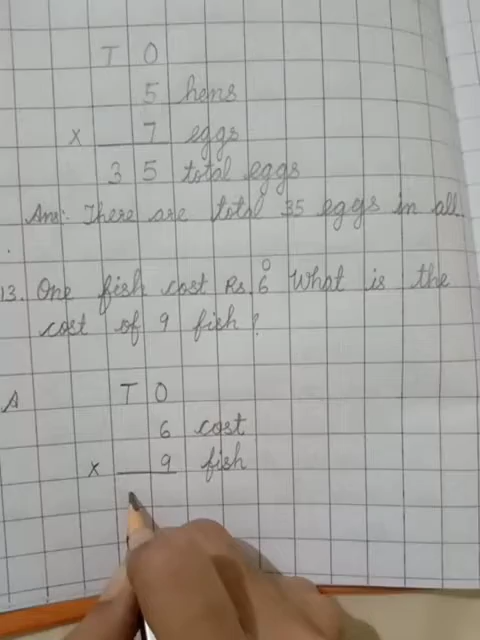 T O
5 hens
x 7 eggs
3 5 total eggs
Ans:- There are total 35 eggs in all.
13. One fish cost Rs. 6 What is the
cost of 9 fish?
A
T O
6 cost
x 9 fish